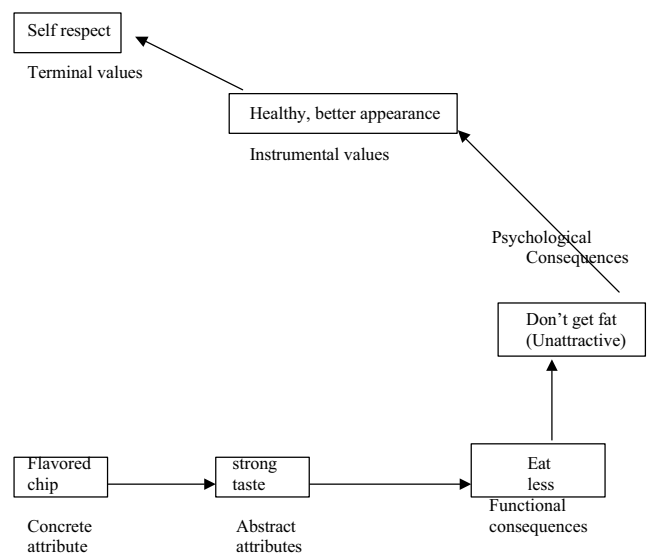 Self respect
Terminal values
Healthy, better appearance
Instrumental values
Psychological
Consequences
Don’t get fat
(Unattractive)
Flavored
chip
strong
taste
Eat
less
Functional
consequences
Concrete
attribute
Abstract
attributes